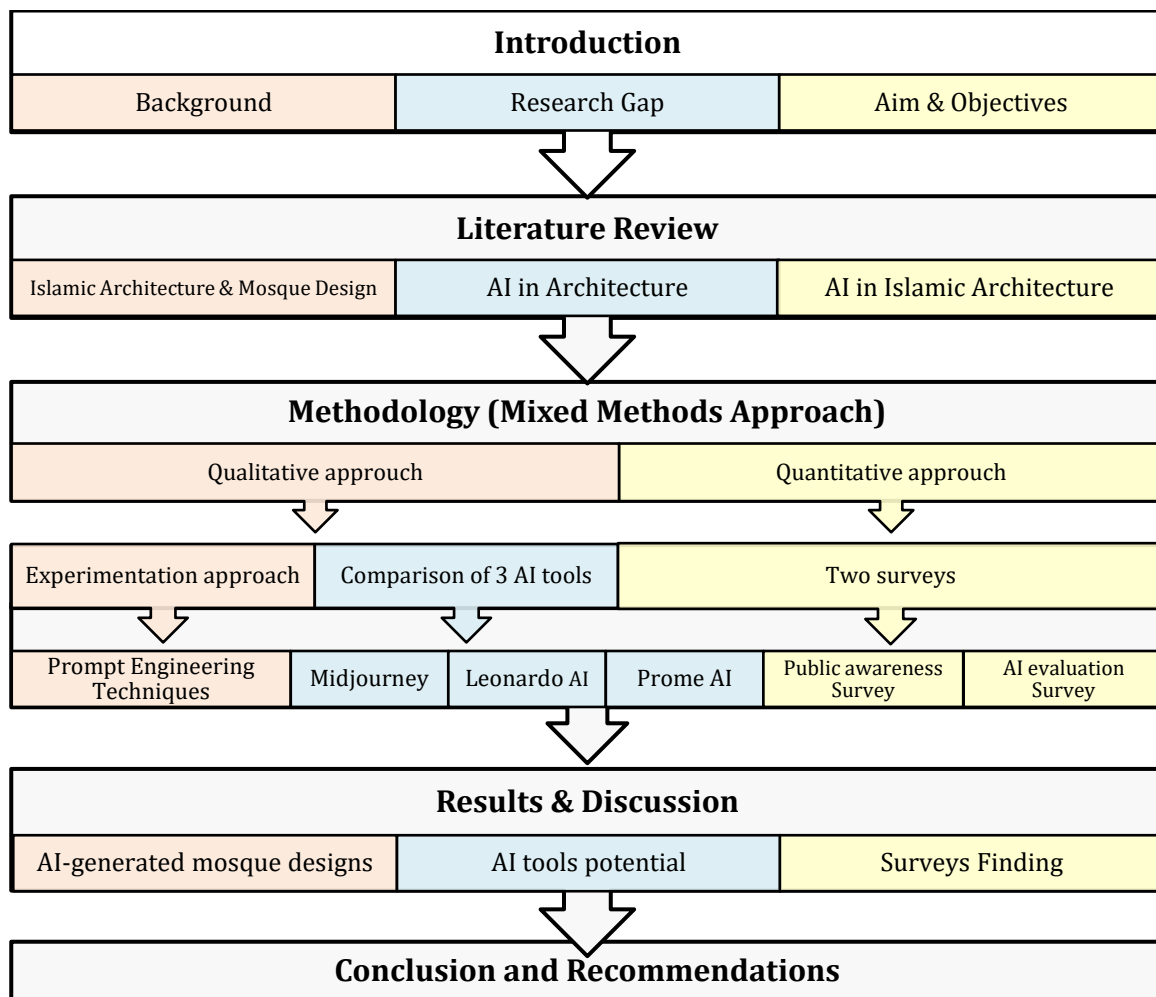 Introduction
Background
Research Gap
Aim & Objectives
Literature Review
Islamic Architecture & Mosque Design
AI in Architecture
AI in Islamic Architecture
Methodology (Mixed Methods Approach)
Qualitative approuch
Quantitative approuch
Experimentation approach
Comparison of 3 AI tools
Two surveys
Prompt Engineering
Techniques
Midjourney
Leonardo AI
Prome AI
Public awareness
Survey
AI evaluation
Survey
Results & Discussion
AI-generated mosque designs
AI tools potential
Surveys Finding
Conclusion and Recommendations